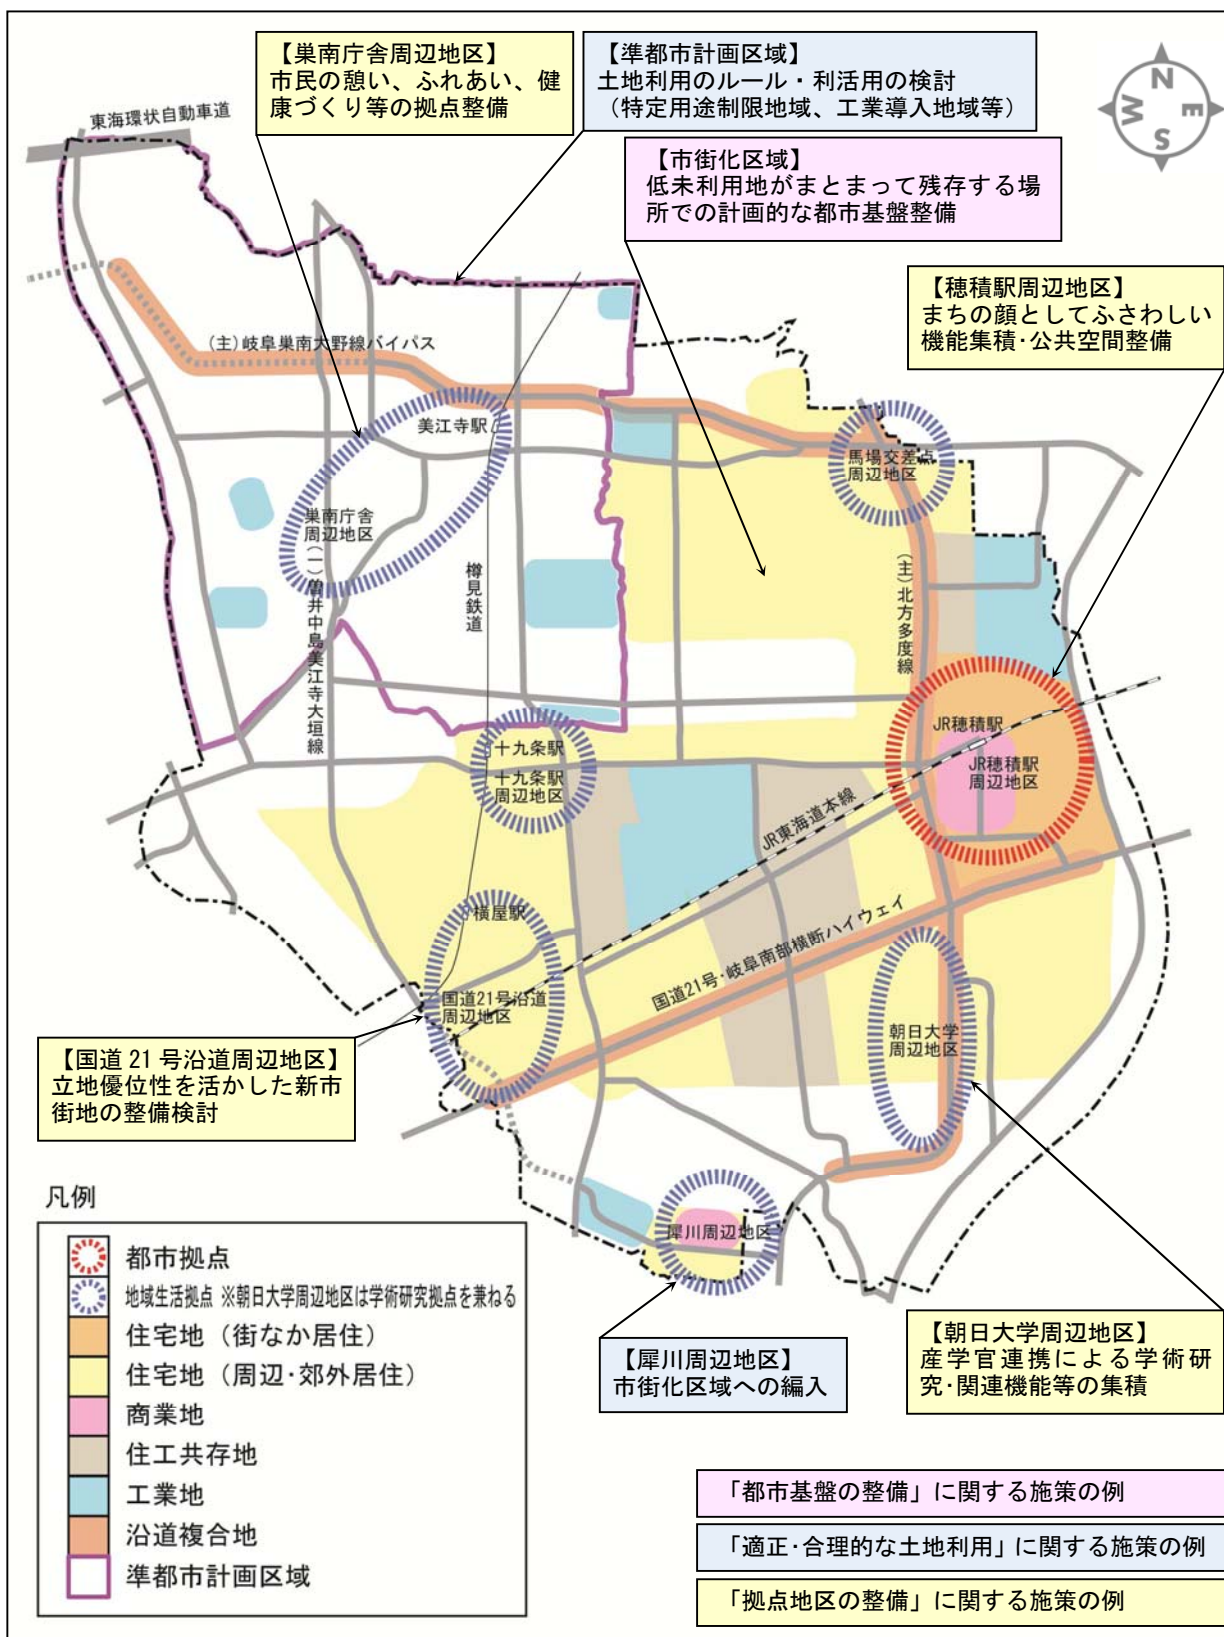 【巣南庁舎周辺地区】
市民の憩い、ふれあい、健
康づくり等の拠点整備
【準都市計画区域】
土地利用のルール・利活用の検討
（特定用途制限地域、工業導入地域等）
【市街化区域】
低未利用地がまとまって残存する場
所での計画的な都市基盤整備
【穂積駅周辺地区】
まちの顔としてふさわしい
機能集積・公共空間整備
N
E
S
W
東海環状自動車道
(主)岐阜巣南大野線バイパス
美江寺駅
巣南庁舎
周辺地区
(一)曽井中島美江寺大垣線
樽見鉄道
馬場交差点
周辺地区
(主)北方多度線
JR穂積駅
JR穂積駅
周辺地区
十九条駅
十九条駅
周辺地区
JR東海道本線
横屋駅
国道21号沿道
周辺地区
国道21号・岐阜南部横断ハイウェイ
朝日大学
周辺地区
犀川周辺地区
【国道 21 号沿道周辺地区】
立地優位性を活かした新市
街地の整備検討
【犀川周辺地区】
市街化区域への編入
【朝日大学周辺地区】
産学官連携による学術研
究・関連機能等の集積
凡例
都市拠点
地域生活拠点 ※朝日大学周辺地区は学術研究拠点を兼ねる
住宅地（街なか居住）
住宅地（周辺・郊外居住）
商業地
住工共存地
工業地
沿道複合地
準都市計画区域
「都市基盤の整備」に関する施策の例
「適正・合理的な土地利用」に関する施策の例
「拠点地区の整備」に関する施策の例